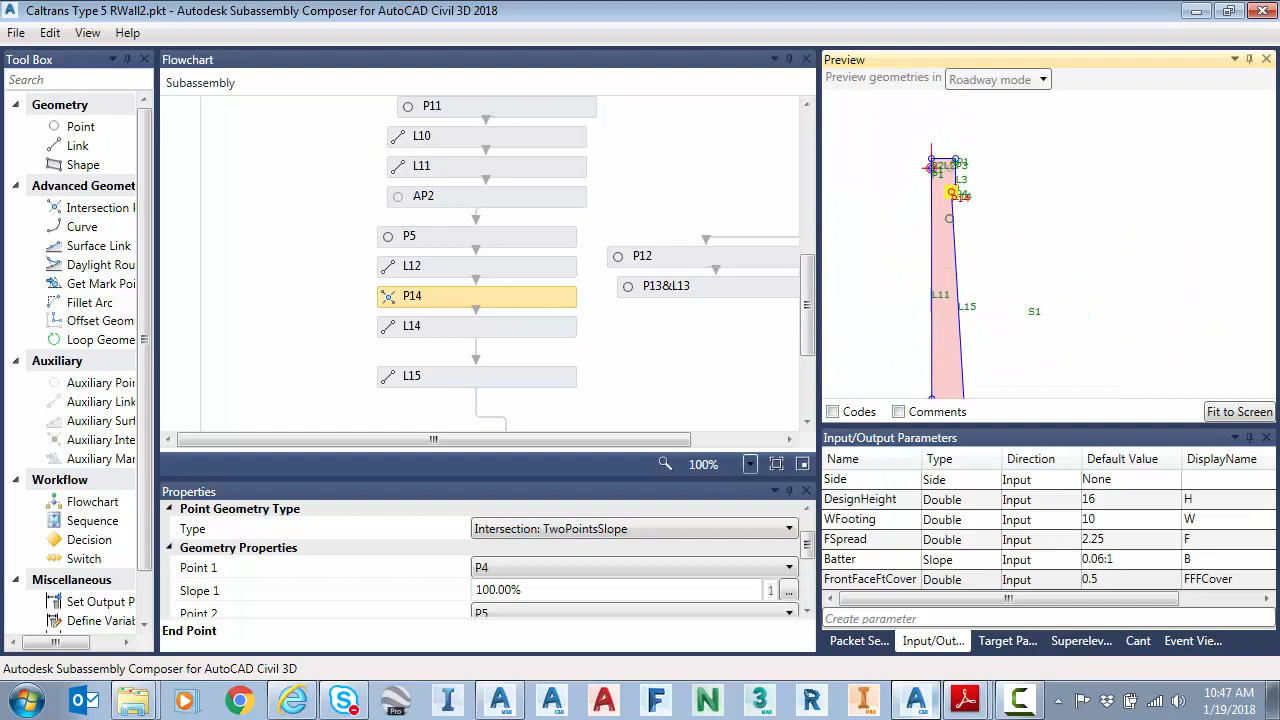 Caltrans Type 5 RWall2.pkt - Autodesk Subassembly Composer for AutoCAD Civil 3D 2018
File Edit View Help
Tool Box
Search
Geometry
Point
Link
Shape
Advanced Geomet
Intersection P
Curve
Surface Link
Daylight Rou
Get Mark Poi
Fillet Arc
Offset Geom
Loop Geome
Auxiliary
Auxiliary Poi
Auxiliary Link
Auxiliary Surf
Auxiliary Inte
Auxiliary Mar
Workflow
Flowchart
Sequence
Decision
Switch
Miscellaneous
Set Output P
Define Variab
Flowchart
Subassembly
P11
L10
L11
AP2
P5
L12
P14
L14
L15
P12
P13&L13
100%
Properties
Point Geometry Type
Type Intersection: TwoPointsSlope
Geometry Properties
Point 1 P4
Slope 1 100.00% ...
Point 2 P5
End Point
Preview
Preview geometries in Roadway mode
L3
L11
L15
S1
Codes Comments Fit to Screen
Input/Output Parameters
Name Type Direction Default Value DisplayName
Side Side Input None
DesignHeight Double Input 16 H
WFooting Double Input 10 W
FSpread Double Input 2.25 F
Batter Slope Input 0.06:1 B
FrontFaceFtCover Double Input 0.5 FFFCover
Create parameter
Packet Se... Input/Out... Target Pa... Superelev... Cant Event Vie...
Autodesk Subassembly Composer for AutoCAD Civil 3D
10:47 AM
1/19/2018